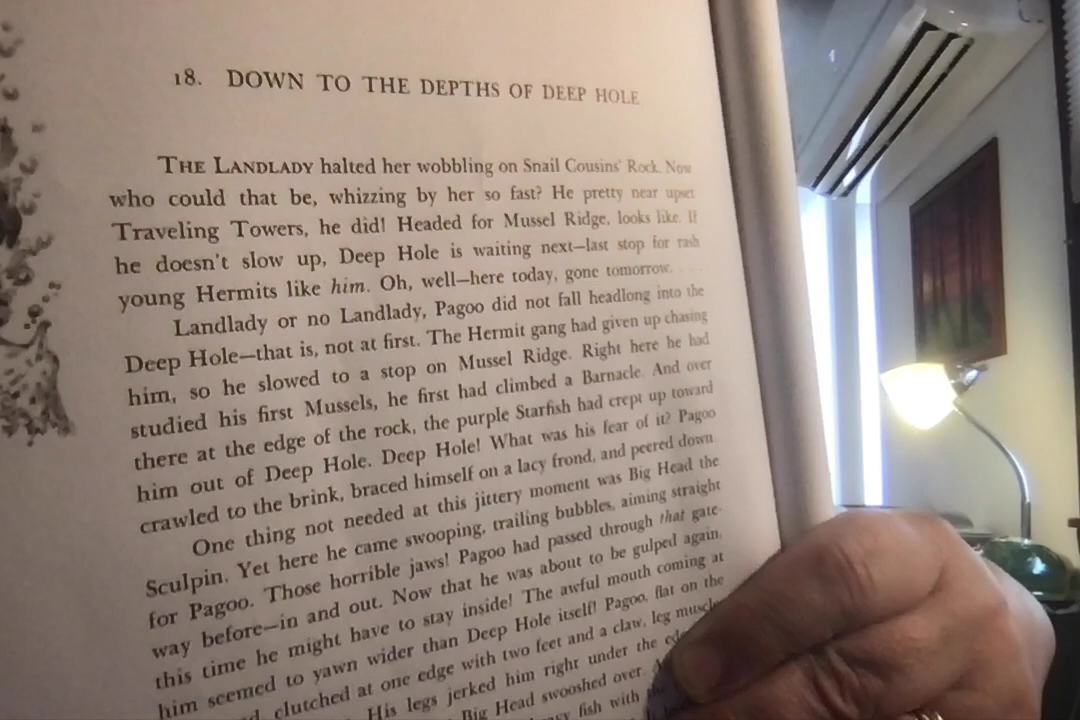 18. DOWN TO THE DEPTHS OF DEEP HOLE
THE LANDLADY halted her wobbling on Snail Cousins' Rock. Now
who could that be, whizzing by her so fast? He pretty near upset
Traveling Towers, he did! Headed for Mussel Ridge, looks like. If
he doesn't slow up, Deep Hole is waiting next—last stop for rash
young Hermits like him. Oh, well—here today, gone tomorrow. . . .
Landlady or no Landlady, Pagoo did not fall headlong into the
Deep Hole—that is, not at first. The Hermit gang had given up chasing
him, so he slowed to a stop on Mussel Ridge. Right here he had
studied his first Mussels, he first had climbed a Barnacle. And over
there at the edge of the rock, the purple Starfish had crept up toward
him out of Deep Hole. Deep Hole! What was his fear of it? Pagoo
crawled to the brink, braced himself on a lacy frond, and peered down.
One thing not needed at this jittery moment was Big Head the
Sculpin. Yet here he came swooping, trailing bubbles, aiming straight
for Pagoo. Those horrible jaws! Pagoo had passed through that gate-
way before—in and out. Now that he was about to be gulped again,
this time he might have to stay inside! The awful mouth coming at
him seemed to yawn wider than Deep Hole itself! Pagoo, flat on the
clutched at one edge with two feet and a claw, leg muscles
His legs jerked him right under the
Big Head swooshed over.
fish with